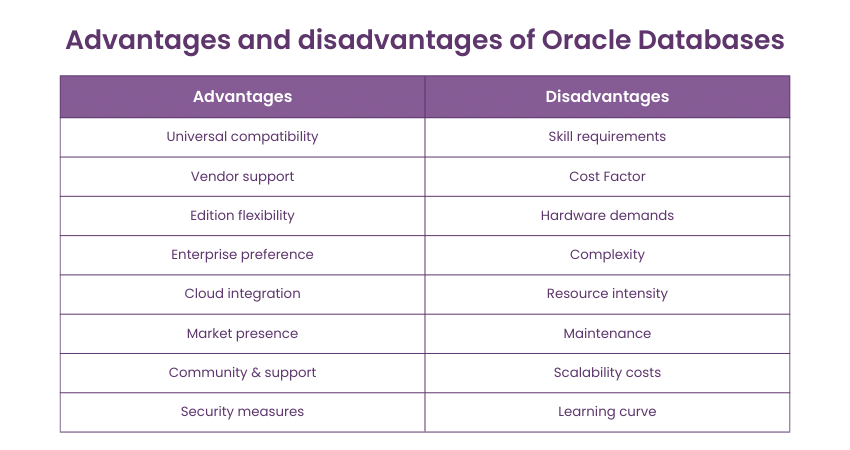 Advantages and disadvantages of Oracle Databases
Advantages Disadvantages
Universal compatibility Skill requirements
Vendor support Cost Factor
Edition flexibility Hardware demands
Enterprise preference Complexity
Cloud integration Resource intensity
Market presence Maintenance
Community & support Scalability costs
Security measures Learning curve